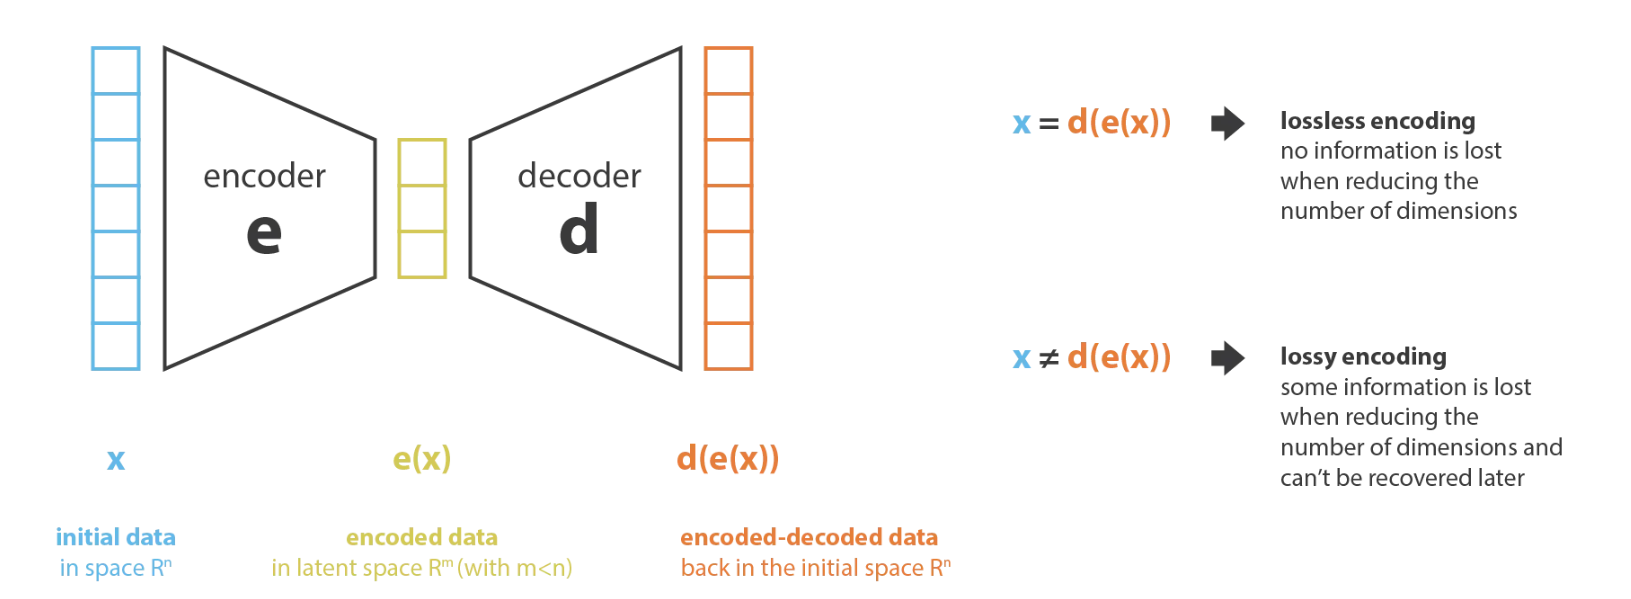 encoder
e
decoder
d
x
e(x)
d(e(x))
initial data
in space Rⁿ
encoded data
in latent space Rᵐ (with m<n)
encoded-decoded data
back in the initial space Rⁿ
x = d(e(x))
lossless encoding
no information is lost
when reducing the
number of dimensions
x ≠ d(e(x))
lossy encoding
some information is lost
when reducing the
number of dimensions and
can’t be recovered later